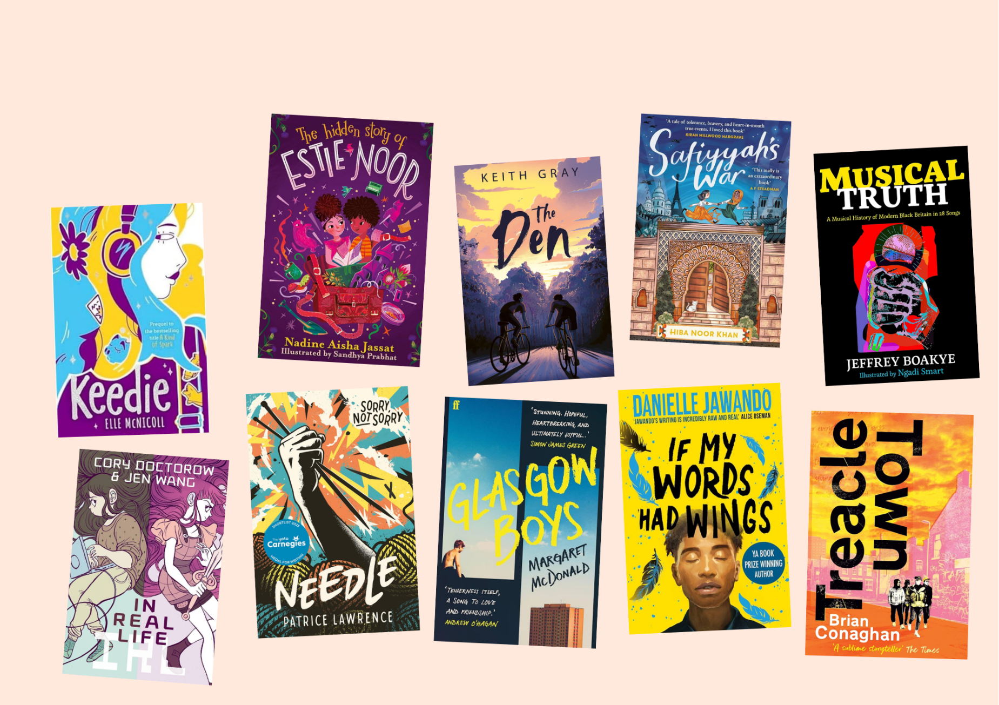 Prequel to
the bestselling
title A Kind
of Spark
Keedie
ELLE McNICOLL
The hidden story of
ESTIE NOOR
Nadine Aisha Jassat
Illustrated by Sandhya Prabhat
KEITH GRAY
The
Den
'A tale of tolerance, bravery, and heart-in-mouth
true events. I loved this book'
KIRAN MILLWOOD HARGRAVE
Safiyyah's
War
'This really is
an extraordinary
book'
A F STEADMAN
HIBA NOOR KHAN
MUSICAL
TRUTH
A Musical History of Modern Black Britain in 28 Songs
JEFFREY BOAKYE
Illustrated by Ngadi Smart
CORY DOCTOROW
& JEN WANG
IN
REAL
LIFE
IRL
SORRY
NOT SORRY
SHORTLIST 2023
The yoto
Carnegies
MEDAL FOR WRITING
NEEDLE
PATRICE LAWRENCE
ff
'STUNNING. HOPEFUL,
HEARTBREAKING, AND
ULTIMATELY JOYFUL.'
SIMON JAMES GREEN
GLASGOW
BOYS
MARGARET
McDONALD
'TENDERNESS ITSELF,
A SONG TO LOVE
AND FRIENDSHIP.'
ANDREW O'HAGAN
DANIELLE JAWANDO
'JAWANDO'S WRITING IS INCREDIBLY RAW AND REAL' ALICE OSEMAN
IF MY
WORDS
HAD WINGS
YA BOOK
PRIZE WINNING
AUTHOR
Treacle
Town
Brian
Conaghan
'A sublime storyteller' The Times